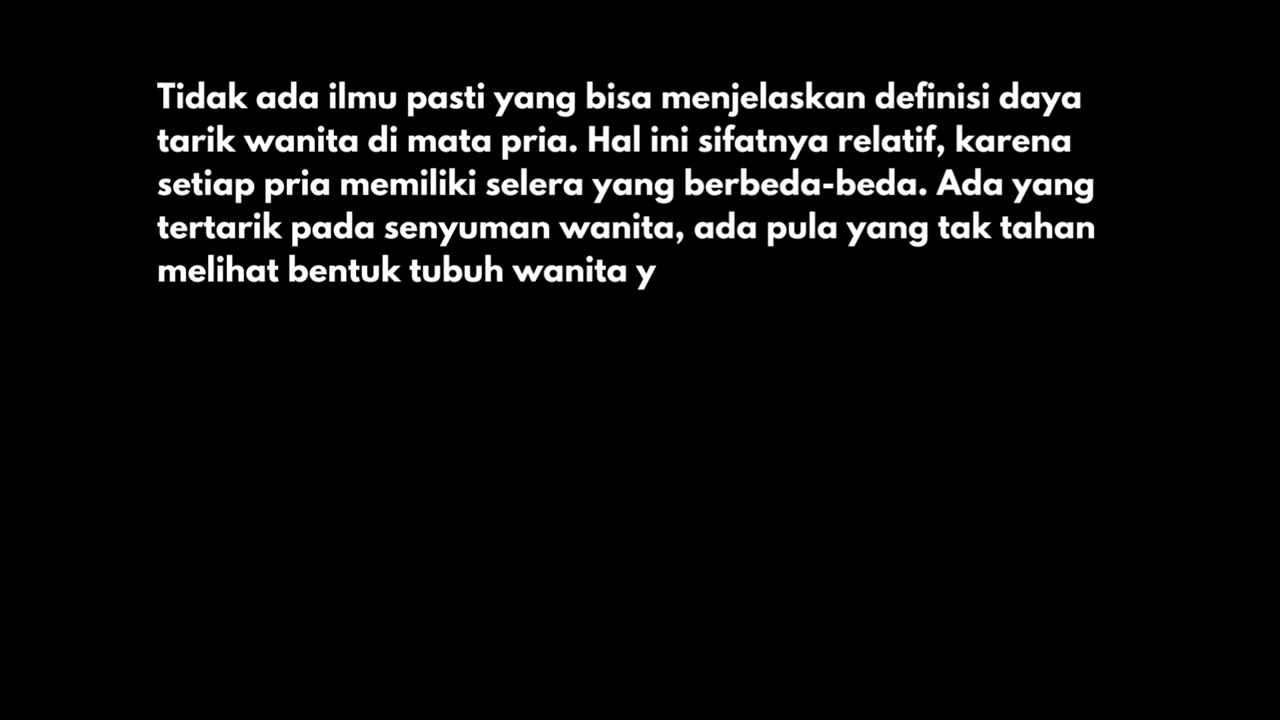 Tidak ada ilmu pasti yang bisa menjelaskan definisi daya
tarik wanita di mata pria. Hal ini sifatnya relatif, karena
setiap pria memiliki selera yang berbeda-beda. Ada yang
tertarik pada senyuman wanita, ada pula yang tak tahan
melihat bentuk tubuh wanita y